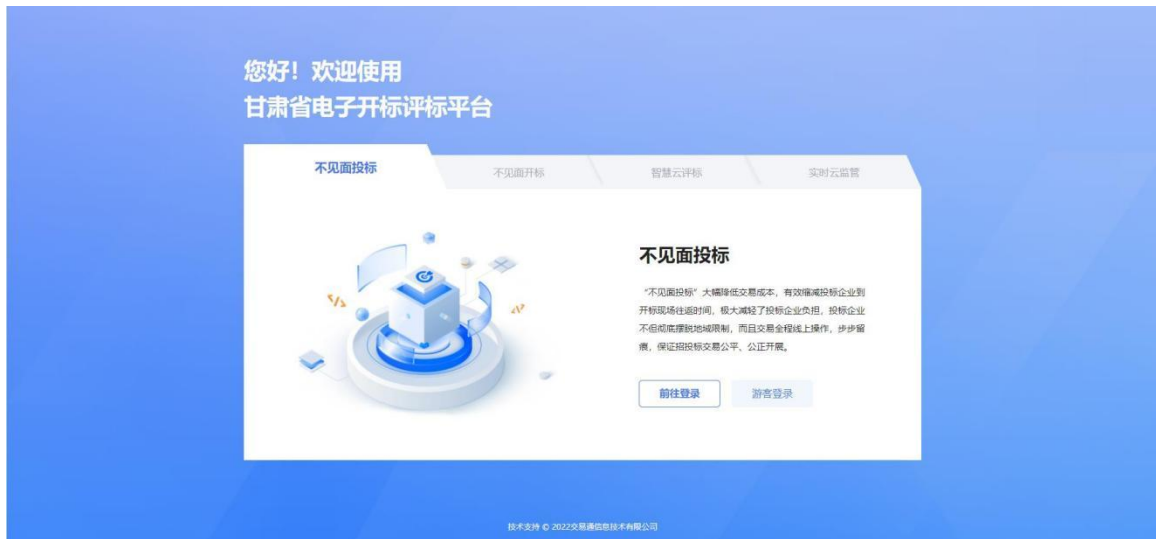 您好！欢迎使用
甘肃省电子开标评标平台
不见面投标
不见面开标
智慧云评标
实时云监管
不见面投标
“不见面投标”大幅降低交易成本，有效缩减投标企业到
开标现场往返时间，极大减轻了投标企业负担，投标企业
不但彻底摆脱地域限制，而且交易全程线上操作，步步留
痕，保证招投标交易公平、公正开展。
前往登录
游客登录
技术支持 © 2022交易通信息技术有限公司